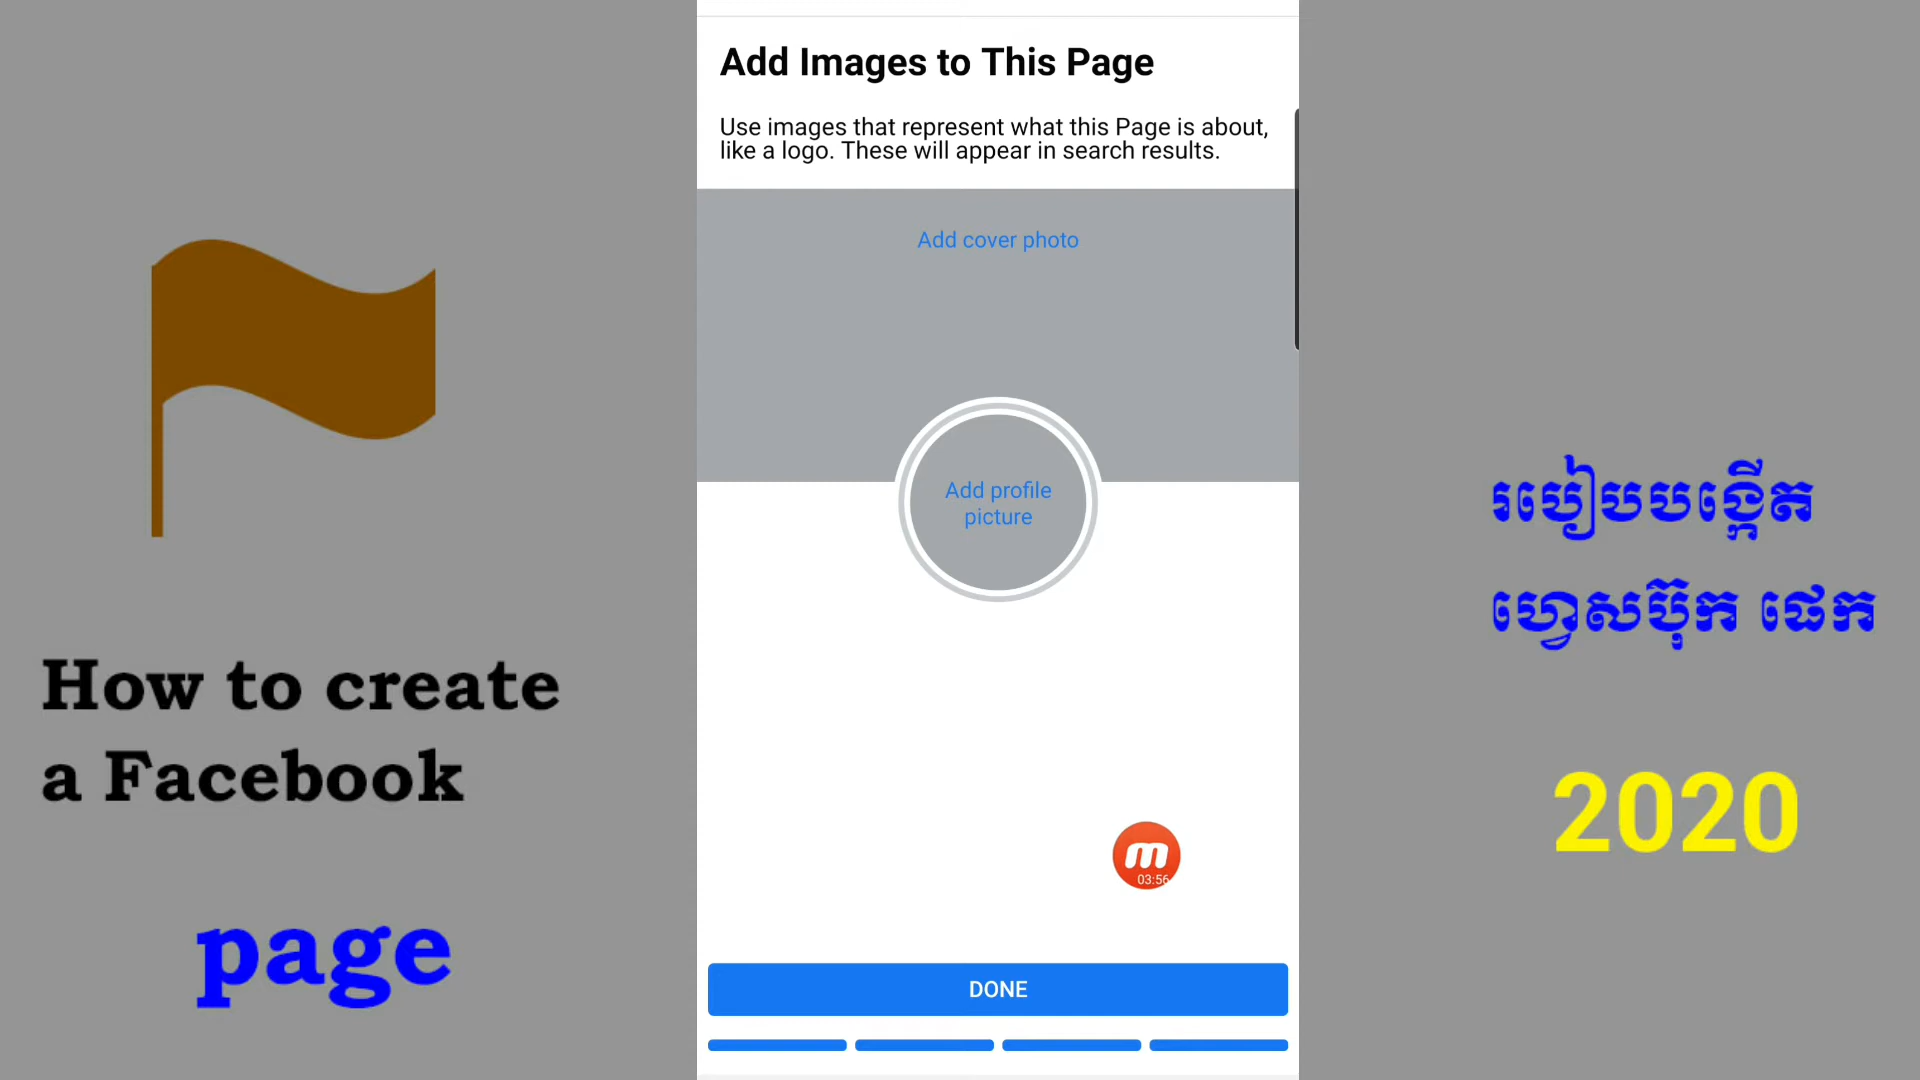 Add Images to This Page
Use images that represent what this Page is about,
like a logo. These will appear in search results.
Add cover photo
Add profile
picture
m
03:56
DONE
How to create
a Facebook
page
របៀបបង្កើត
ហ្វេសប៊ុក ផេក
2020